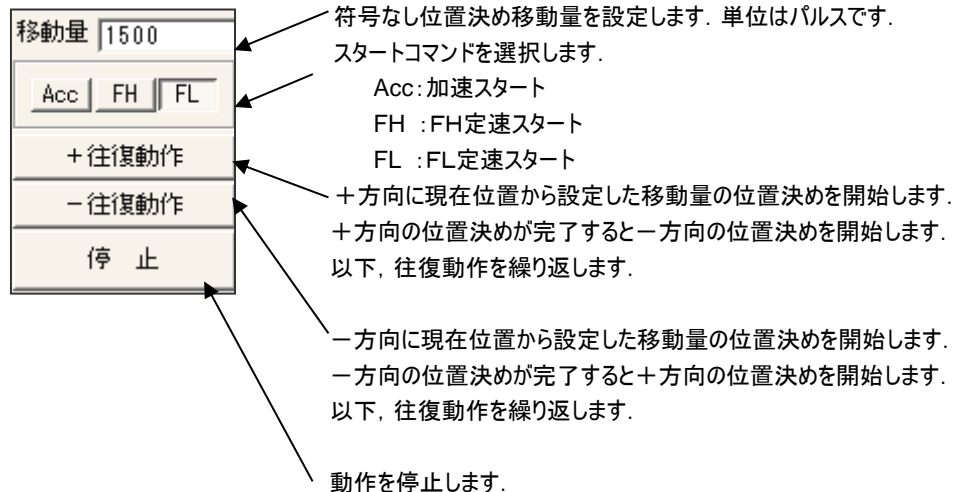 移動量 1500
Acc FH FL
+往復動作
-往復動作
停 止
符号なし位置決め移動量を設定します. 単位はパルスです.
スタートコマンドを選択します.
Acc:加速スタート
FH :FH定速スタート
FL :FL定速スタート
+方向に現在位置から設定した移動量の位置決めを開始します.
+方向の位置決めが完了すると-方向の位置決めを開始します.
以下, 往復動作を繰り返します.
-方向に現在位置から設定した移動量の位置決めを開始します.
-方向の位置決めが完了すると+方向の位置決めを開始します.
以下, 往復動作を繰り返します.
動作を停止します.